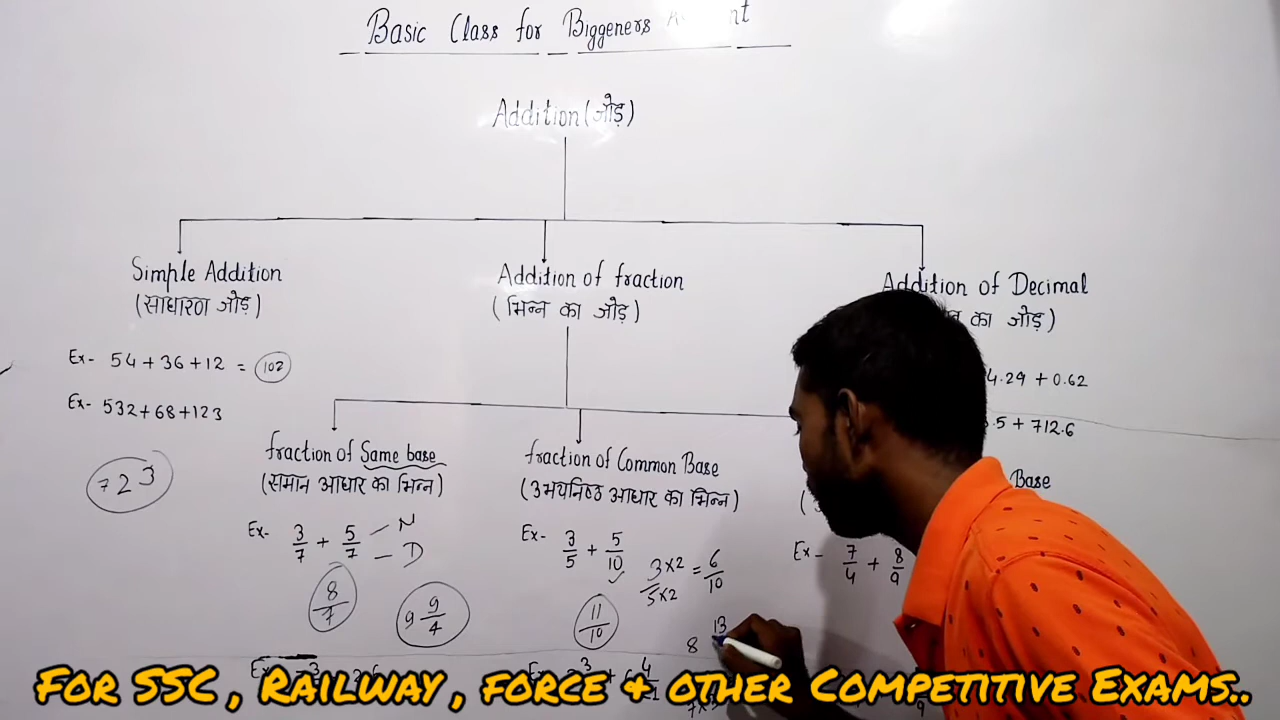 Basic Class for Biggeners
Addition (जोड़)
Simple Addition
(साधारण जोड़)
Ex- 54 + 36 + 12 = 102
Ex- 532 + 68 + 123
723
Addition of fraction
(भिन्न का जोड़)
Addition of Decimal
का जोड़)
4.29 + 0.62
.5 + 712.6
fraction of Same base
(समान आधार का भिन्न)
Ex- 3/7 + 5/7 N D
8/7
9 9/4
fraction of Common Base
(उभयनिष्ठ आधार का भिन्न)
Ex- 3/5 + 5/10
3×2/5×2 = 6/10
11/10
8 13
Base
Ex- 7/4 + 8/9
For SSC, Railway, force & other Competitive Exams..